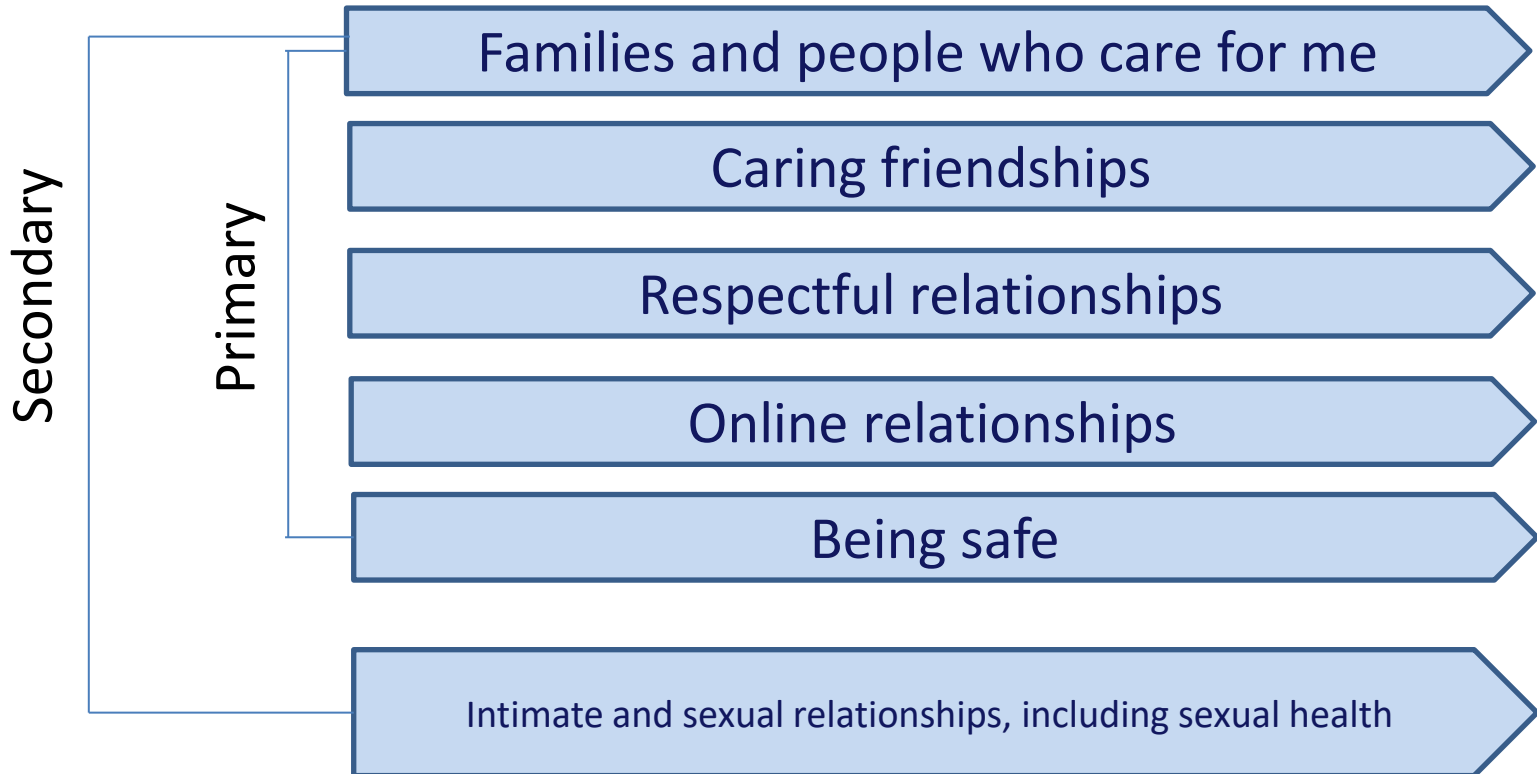 Families and people who care for me
Caring friendships
Respectful relationships
Online relationships
Being safe
Intimate and sexual relationships, including sexual health
Secondary
Primary